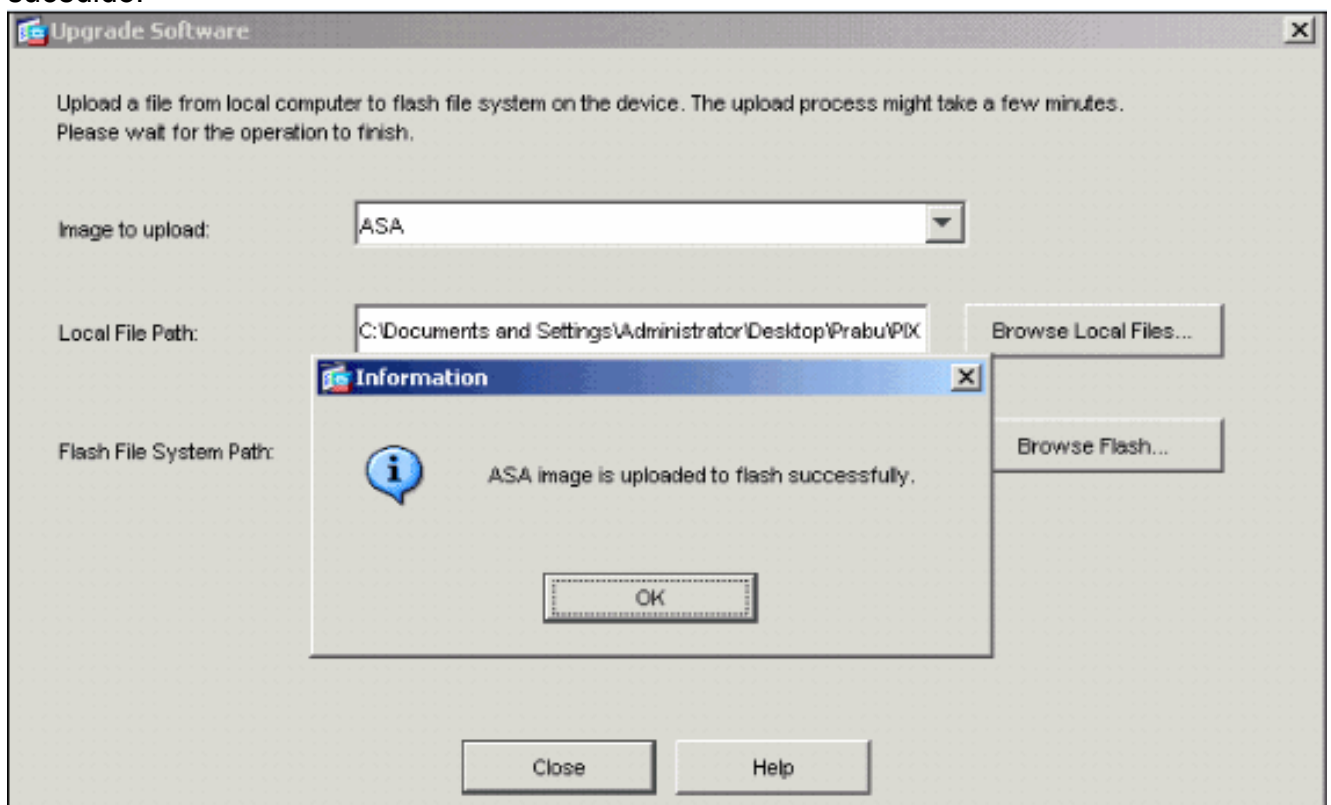 Upgrade Software
Upload a file from local computer to flash file system on the device. The upload process might take a few minutes.
Please wait for the operation to finish.
Image to upload:
ASA
Local File Path:
C:\Documents and Settings\Administrator\Desktop\Prabu\PIX
Browse Local Files...
Information
Flash File System Path:
Browse Flash...
ASA image is uploaded to flash successfully.
OK
Close
Help